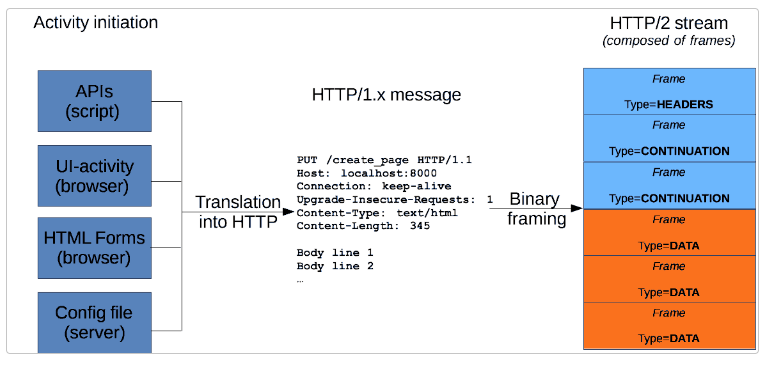 Activity initiation
APIs
(script)
UI-activity
(browser)
HTML Forms
(browser)
Config file
(server)
Translation
into HTTP
HTTP/1.x message
PUT /create_page HTTP/1.1
Host: localhost:8000
Connection: keep-alive
Upgrade-Insecure-Requests: 1
Content-Type: text/html
Content-Length: 345
Body line 1
Body line 2
…
Binary
framing
HTTP/2 stream
(composed of frames)
Frame
Type=HEADERS
Frame
Type=CONTINUATION
Frame
Type=CONTINUATION
Frame
Type=DATA
Frame
Type=DATA
Frame
Type=DATA